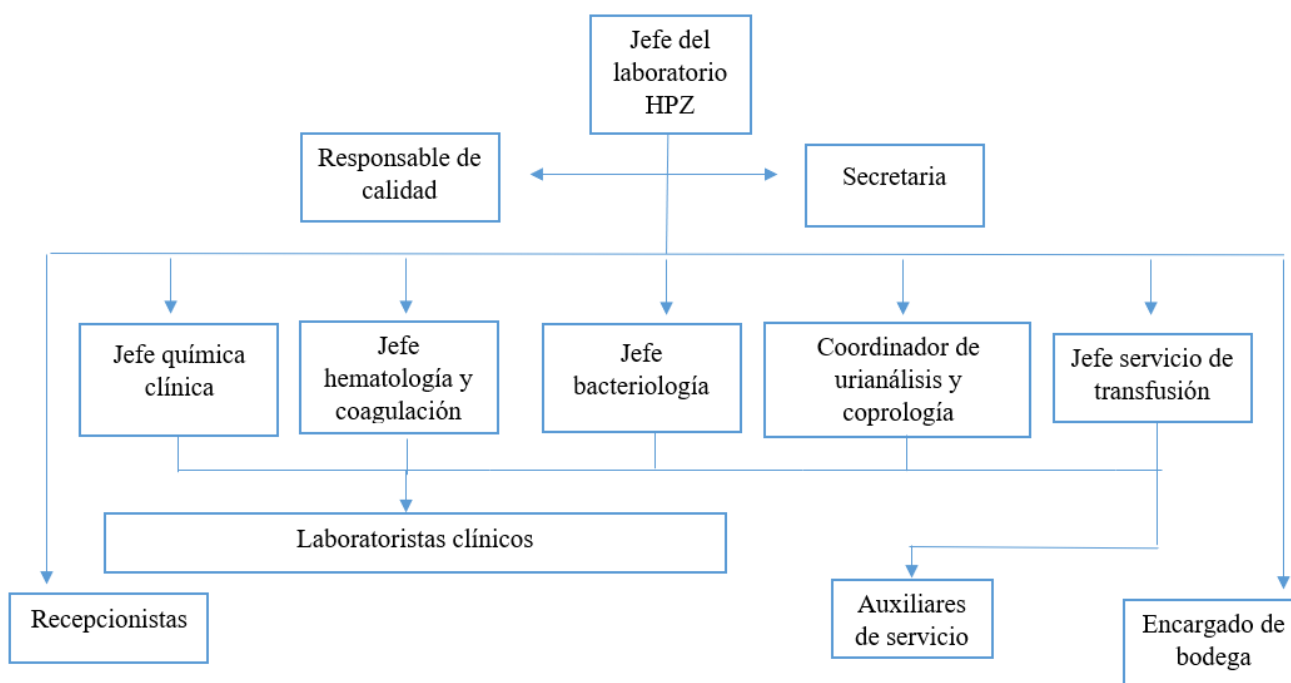 Jefe del
laboratorio
HPZ
Responsable de
calidad
Secretaria
Jefe química
clínica
Jefe
hematología y
coagulación
Jefe
bacteriología
Coordinador de
urianálisis y
coprología
Jefe servicio de
transfusión
Laboratoristas clínicos
Recepcionistas
Auxiliares
de servicio
Encargado de
bodega